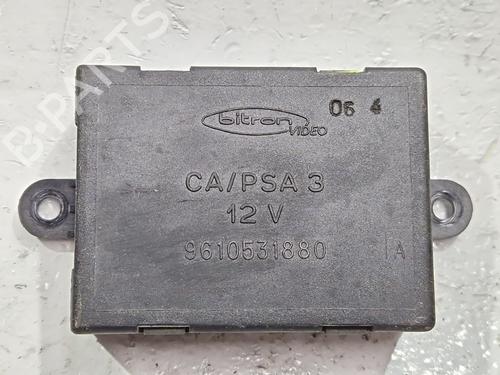 bitron
VIDEO
06 4
CA/PSA 3
12 V
9610531880
A
B-PARTS